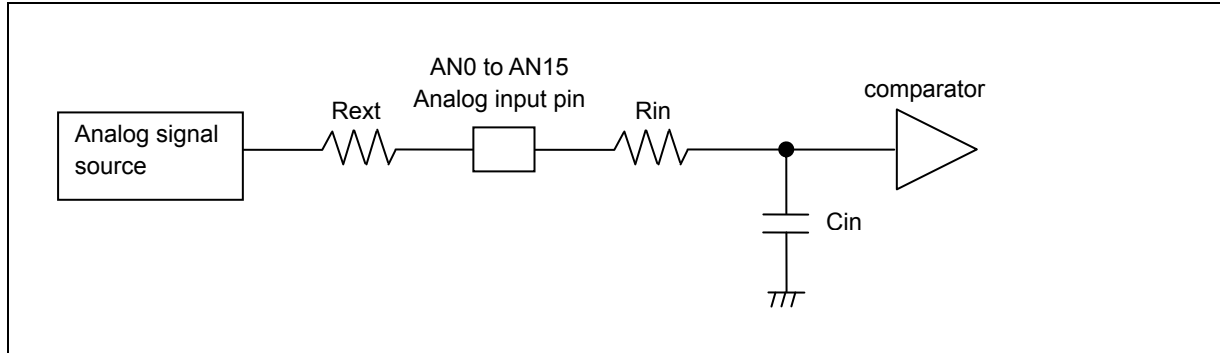 AN0 to AN15
Analog input pin
comparator
Rext
Rin
Analog signal
source
Cin